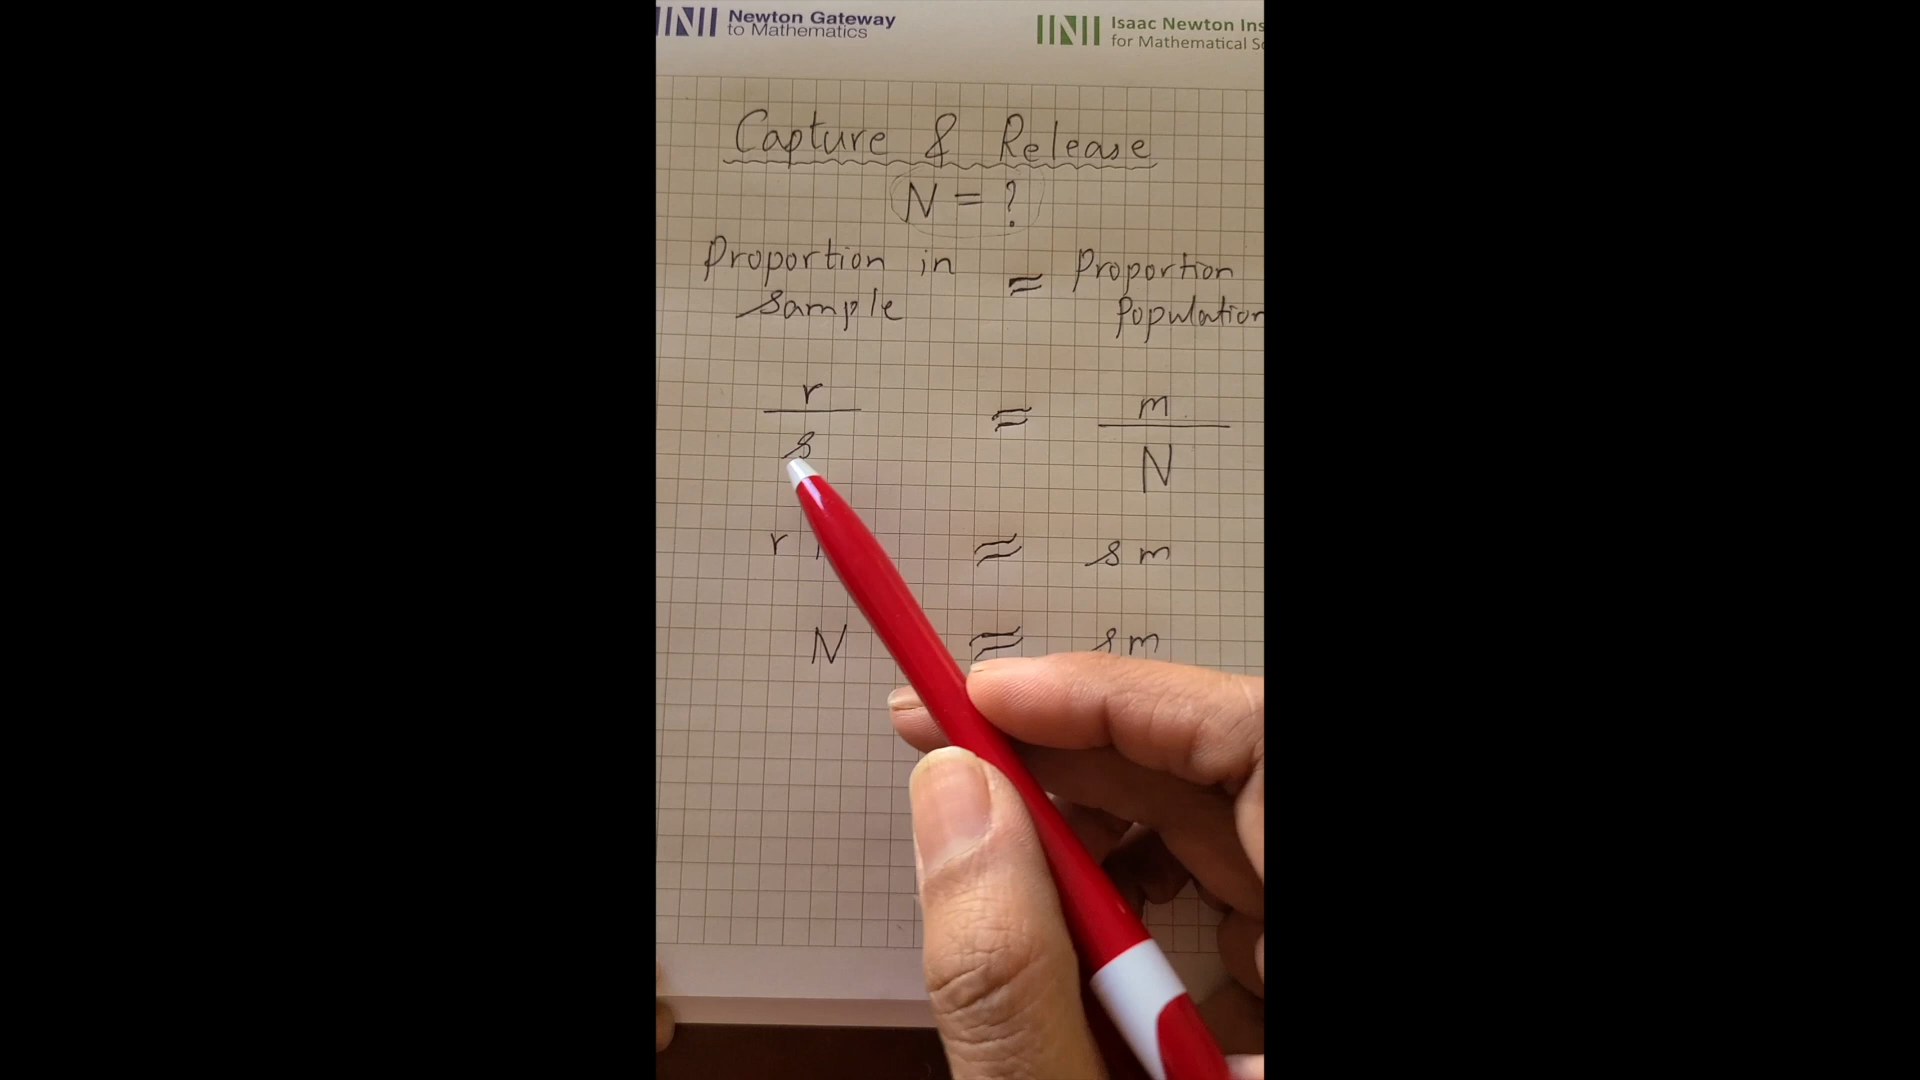 Newton Gateway
to Mathematics
Isaac Newton Ins
for Mathematical S
Capture & Release
N = ?
Proportion in ≈ Proportion
sample Population
r ≈ m
s N
r ≈ s m
N ≈ s m